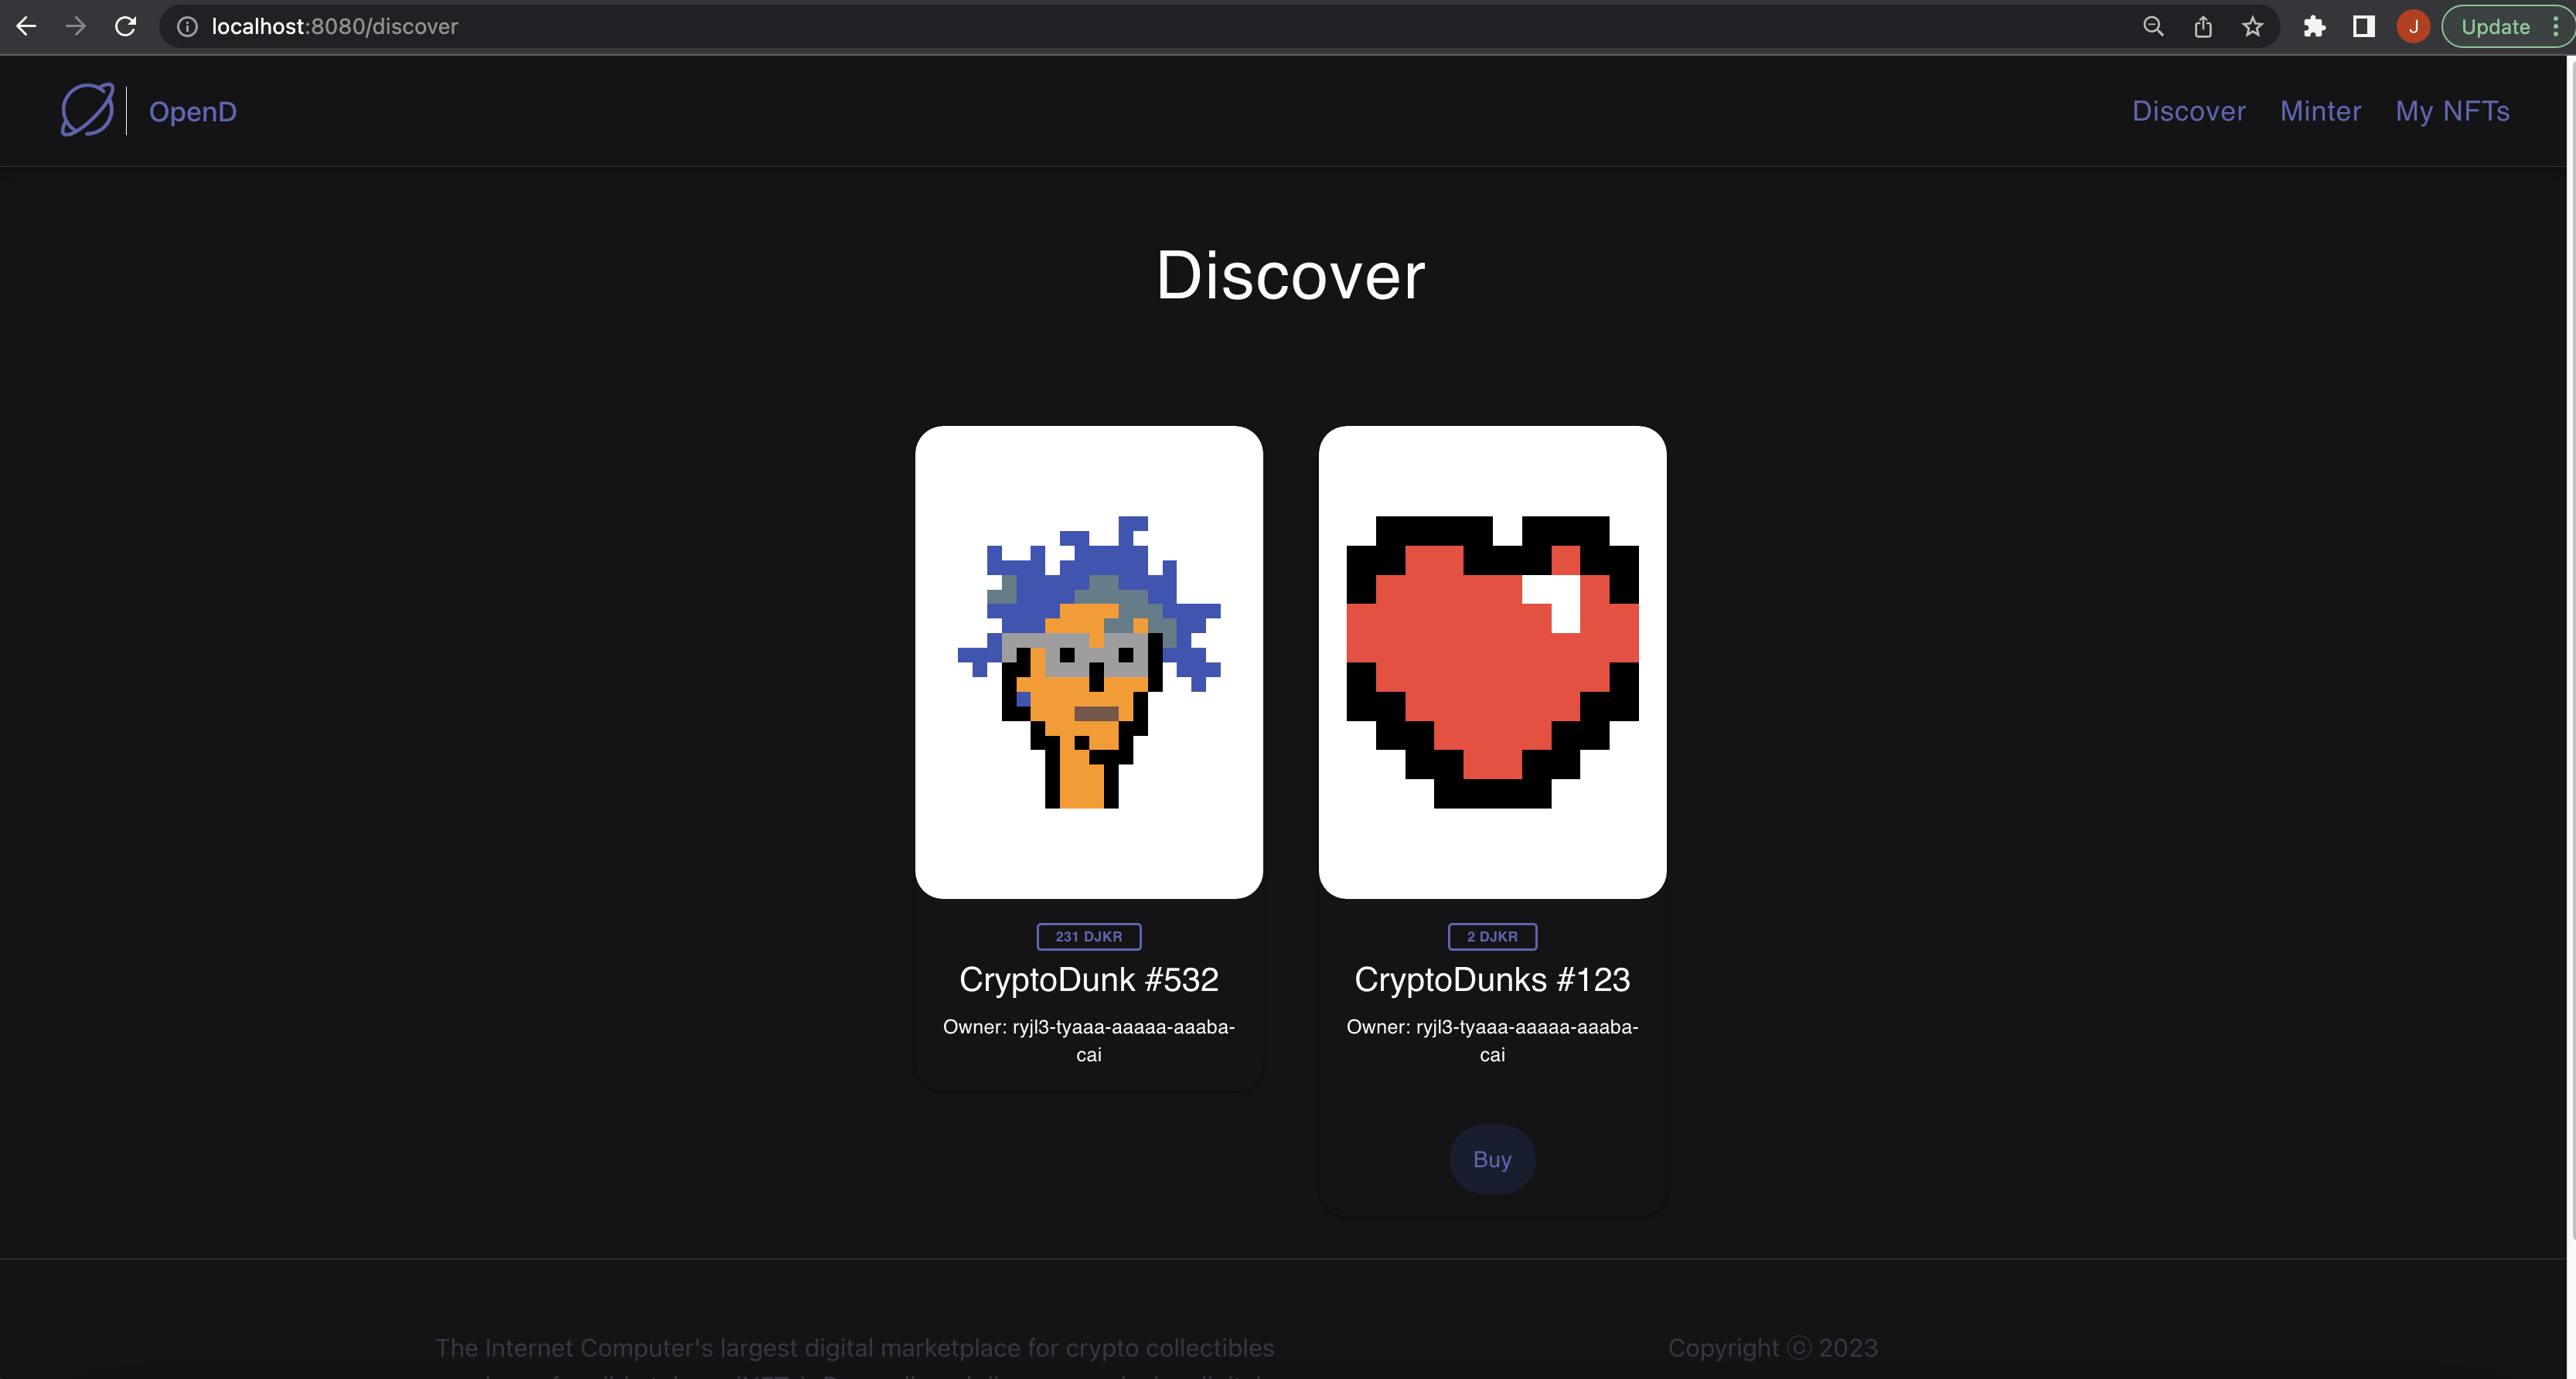 localhost:8080/discover
J
Update
OpenD
Discover Minter My NFTs
Discover
231 DJKR
CryptoDunk #532
Owner: ryjl3-tyaaa-aaaaa-aaaba-
cai
2 DJKR
CryptoDunks #123
Owner: ryjl3-tyaaa-aaaaa-aaaba-
cai
Buy
The Internet Computer's largest digital marketplace for crypto collectibles
Copyright ⓒ 2023